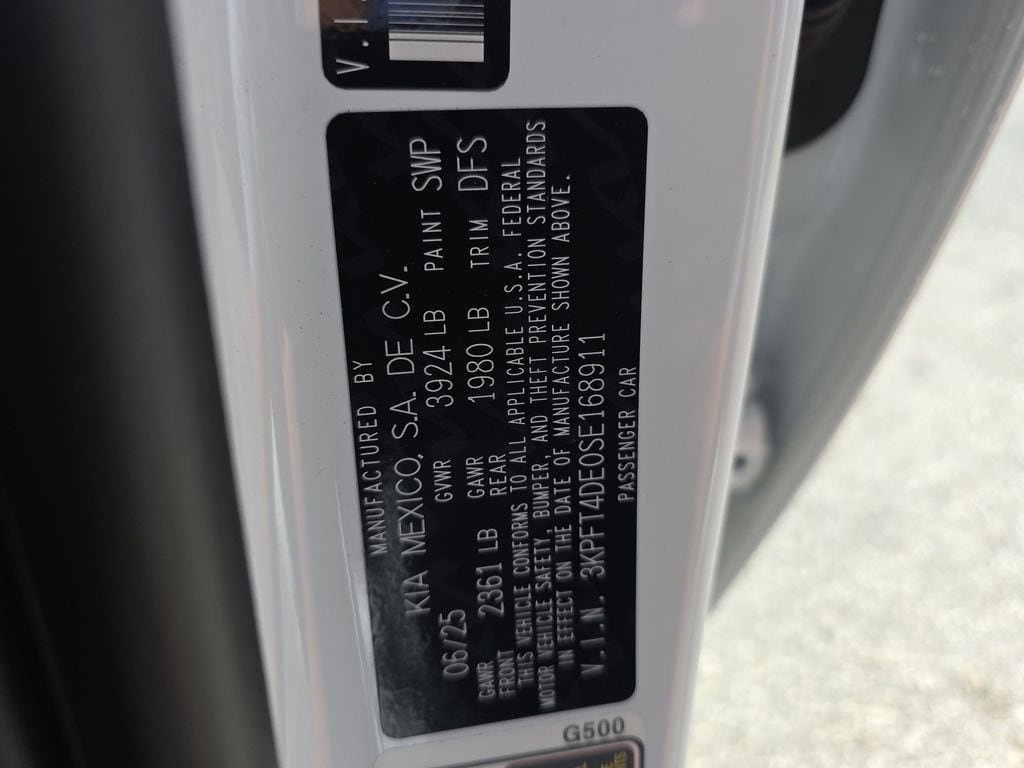 V.I
MANUFACTURED BY
KIA MEXICO, S.A. DE C.V.
06/25 GVWR 3924 LB PAINT SWP
GAWR FRONT 2361 LB GAWR REAR 1980 LB TRIM DFS
THIS VEHICLE CONFORMS TO ALL APPLICABLE U.S.A. FEDERAL
MOTOR VEHICLE SAFETY, BUMPER, AND THEFT PREVENTION STANDARDS
IN EFFECT ON THE DATE OF MANUFACTURE SHOWN ABOVE.
V.I.N. 3KPFT4DE0SE168911
PASSENGER CAR
G500